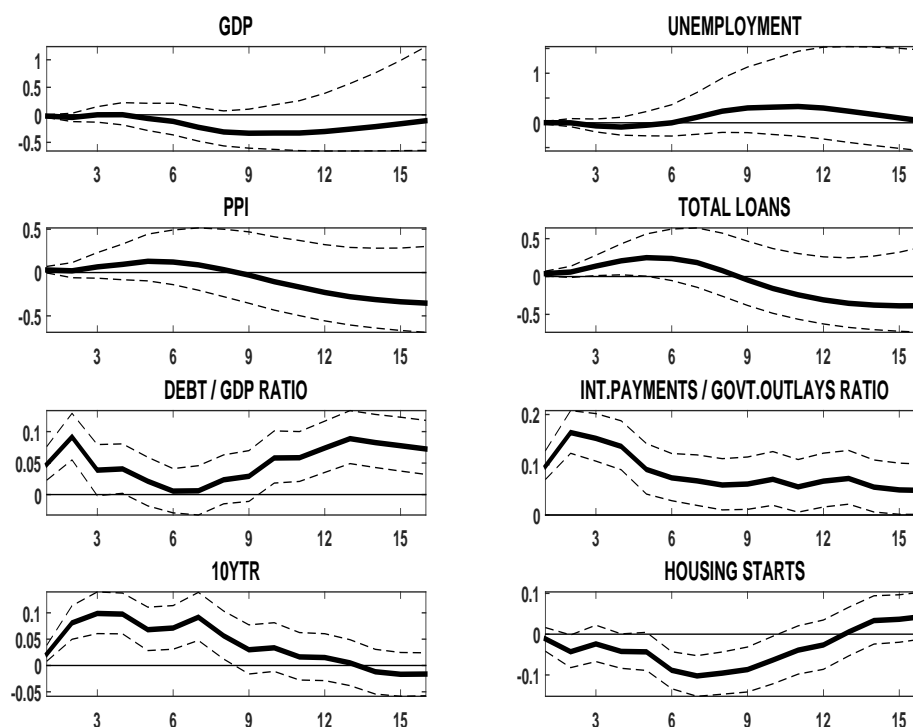 GDP
1
0.5
0
-0.5
3 6 9 12 15
UNEMPLOYMENT
1
0
3 6 9 12 15
PPI
0.5
0
-0.5
3 6 9 12 15
TOTAL LOANS
0.5
0
-0.5
3 6 9 12 15
DEBT / GDP RATIO
0.1
0.05
0
3 6 9 12 15
INT.PAYMENTS / GOVT.OUTLAYS RATIO
0.2
0.1
0
3 6 9 12 15
10YTR
0.1
0.05
0
-0.05
3 6 9 12 15
HOUSING STARTS
0.1
0
-0.1
3 6 9 12 15